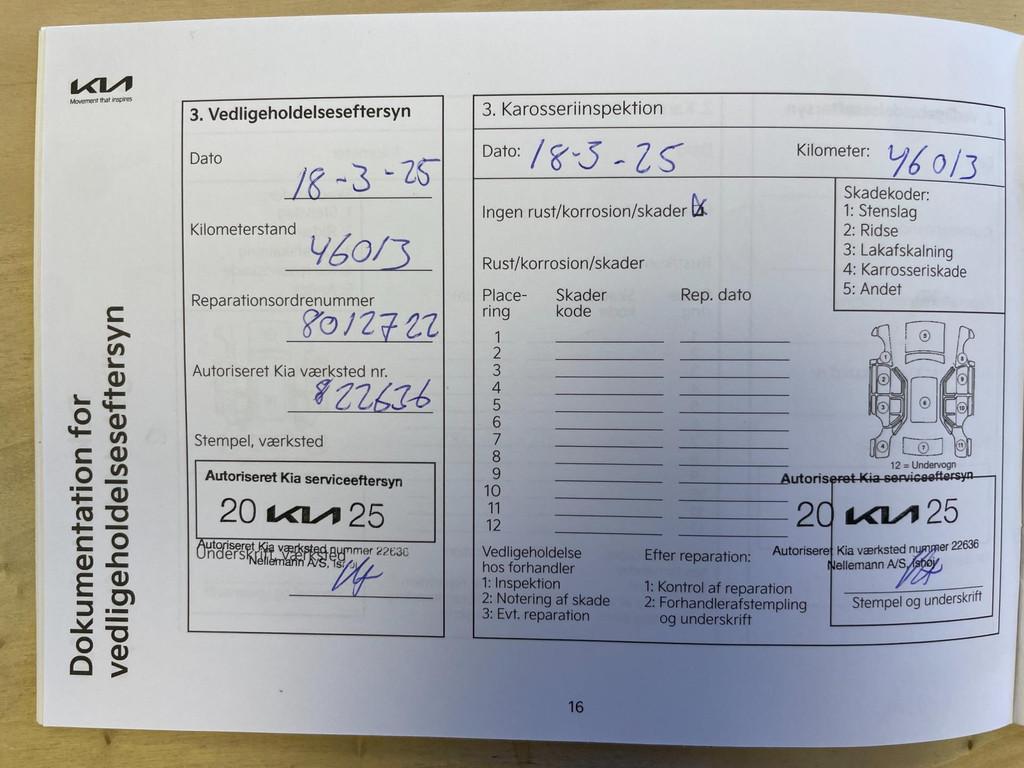 KIA
Movement that inspires
Dokumentation for
vedligeholdelseseftersyn
3. Vedligeholdelseseftersyn
Dato
18-3-25
Kilometerstand
46013
Reparationsordrenummer
8012722
Autoriseret Kia værksted nr.
22636
Stempel, værksted
Autoriseret Kia serviceeftersyn
20 KIA 25
Autoriseret Kia værksted nummer 22636
Underskrift, værksted
Nellemann A/S, Ishøj
3. Karosseriinspektion
Dato: 18-3-25 Kilometer: 46013
Ingen rust/korrosion/skader
Skadekoder:
1: Stenslag
2: Ridse
3: Lakafskalning
4: Karrosseriskade
5: Andet
Rust/korrosion/skader
Place-
ring
Skader
kode
Rep. dato
1
2
3
4
5
6
7
8
9
10
11
12
12 = Undervogn
Autoriseret Kia serviceeftersyn
20 KIA 25
Autoriseret Kia værksted nummer 22636
Nellemann A/S, Ishøj
Stempel og underskrift
Vedligeholdelse
hos forhandler
1: Inspektion
2: Notering af skade
3: Evt. reparation
Efter reparation:
1: Kontrol af reparation
2: Forhandlerafstempling
og underskrift
16